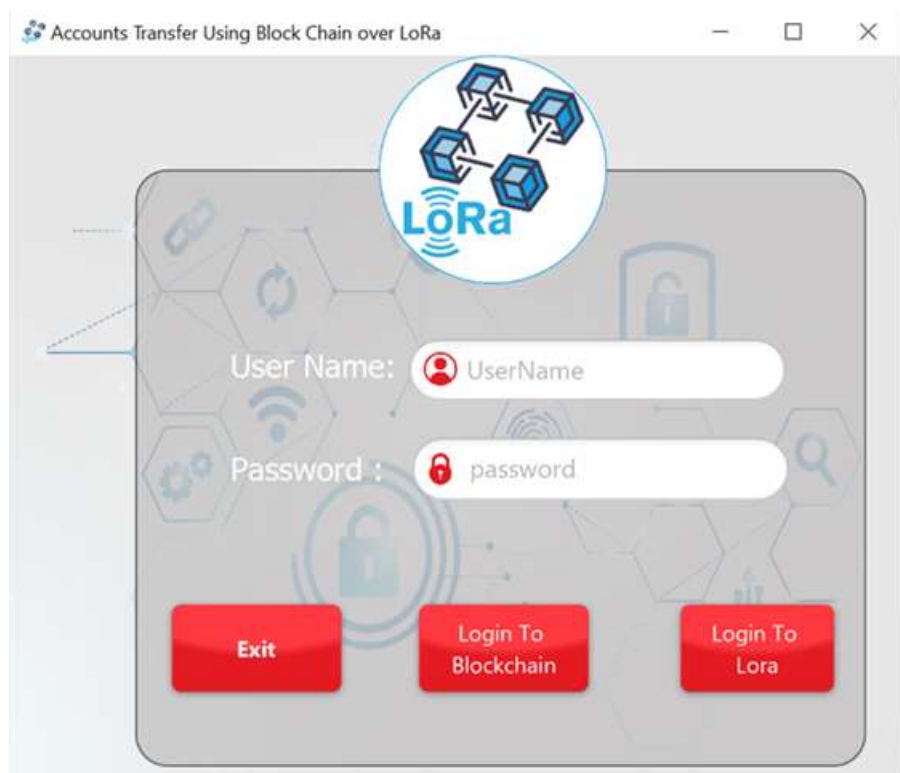 Accounts Transfer Using Block Chain over LoRa
LoRa
User Name:
UserName
Password :
password
Exit
Login To
Blockchain
Login To
Lora